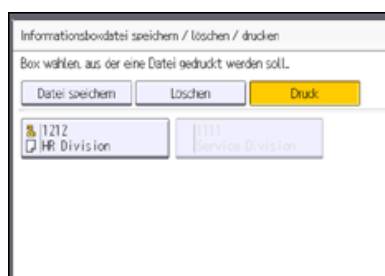 Informationsboxdatei speichern / löschen / drucken
Box wählen, aus der eine Datei gedruckt werden soll.
Datei speichern Löschen Druck
1212 1111
HR Division Service Division